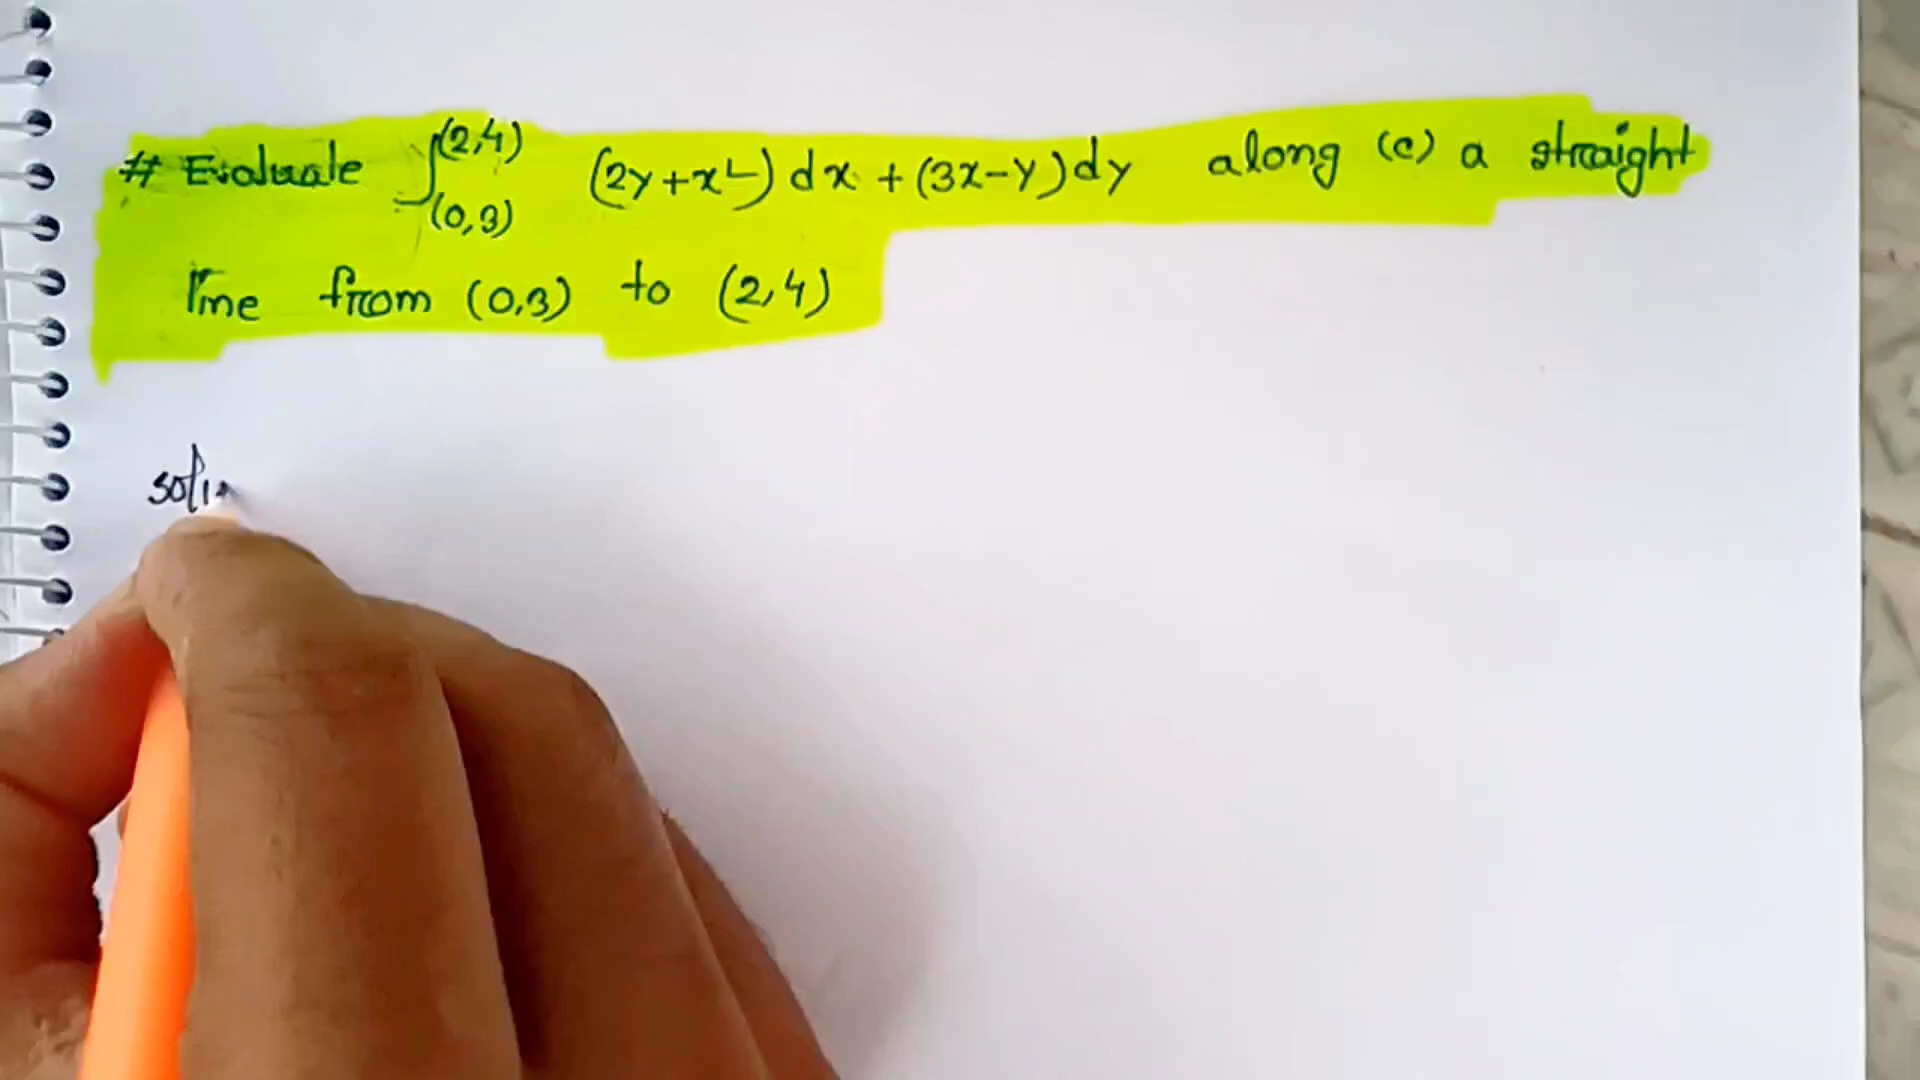 # Evaluate ∫(0,3)(2,4) (2y+x²)dx + (3x-y)dy along (c) a straight
line from (0,3) to (2,4)
soln